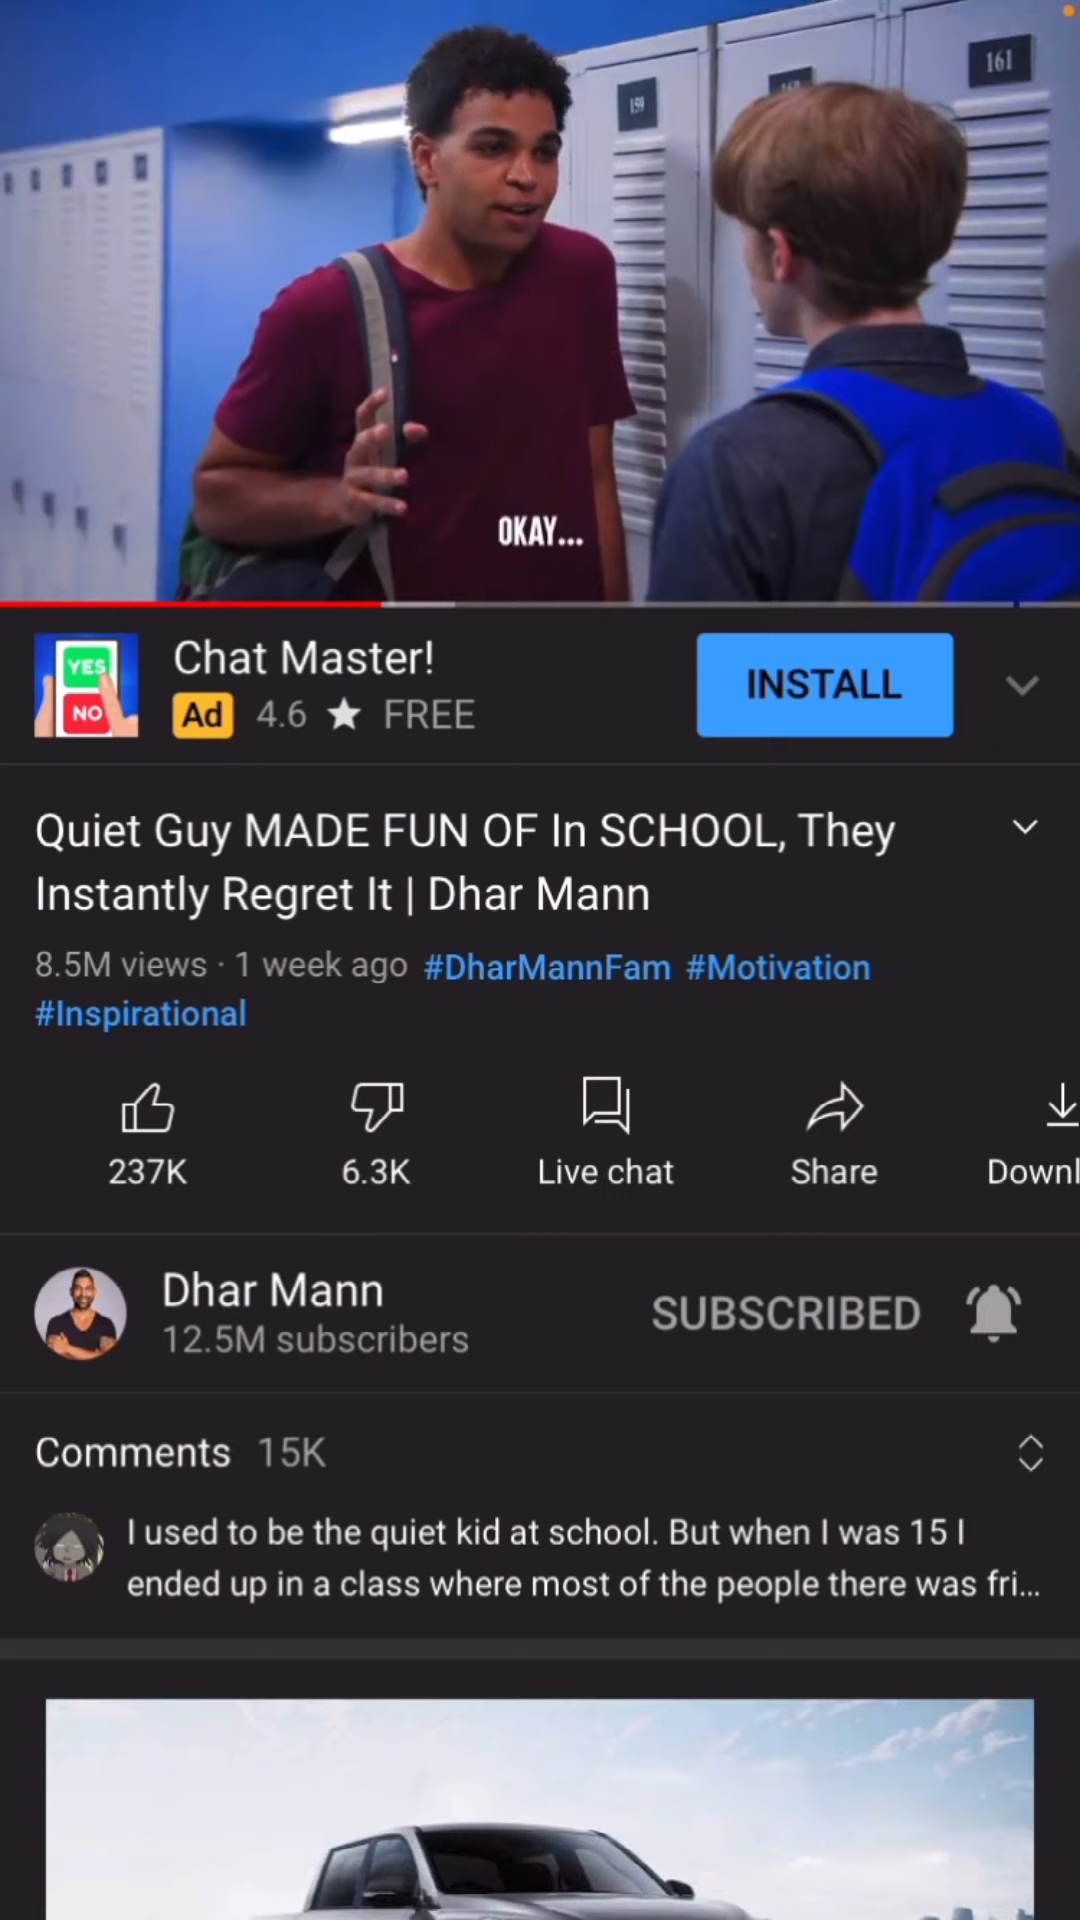 159
161
OKAY...
YES
NO
Chat Master!
INSTALL
Ad 4.6 ★ FREE
Quiet Guy MADE FUN OF In SCHOOL, They
Instantly Regret It | Dhar Mann
8.5M views · 1 week ago #DharMannFam #Motivation
#Inspirational
237K
6.3K
Live chat
Share
Downl
Dhar Mann
12.5M subscribers
SUBSCRIBED
Comments 15K
I used to be the quiet kid at school. But when I was 15 I
ended up in a class where most of the people there was fri...